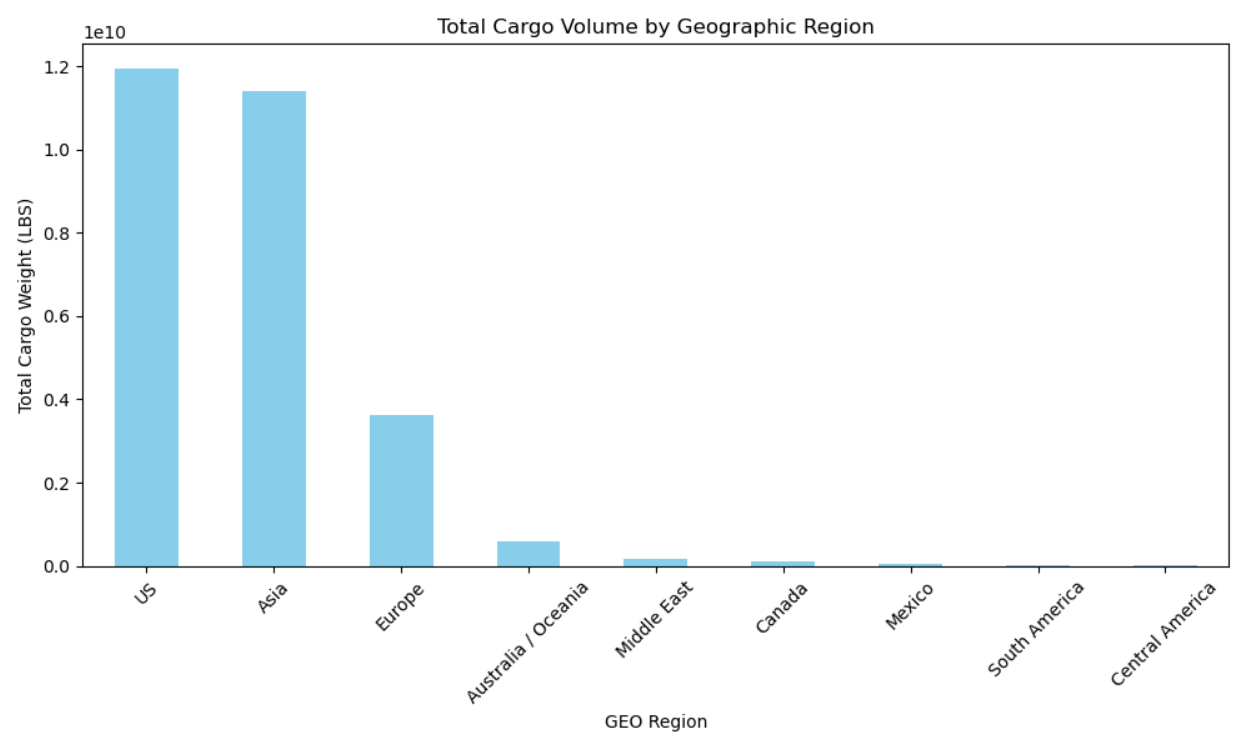 Total Cargo Volume by Geographic Region
1e10
1.2
1.0
0.8
0.6
0.4
0.2
0.0
Total Cargo Weight (LBS)
US
Asia
Europe
Australia / Oceania
Middle East
Canada
Mexico
South America
Central America
GEO Region